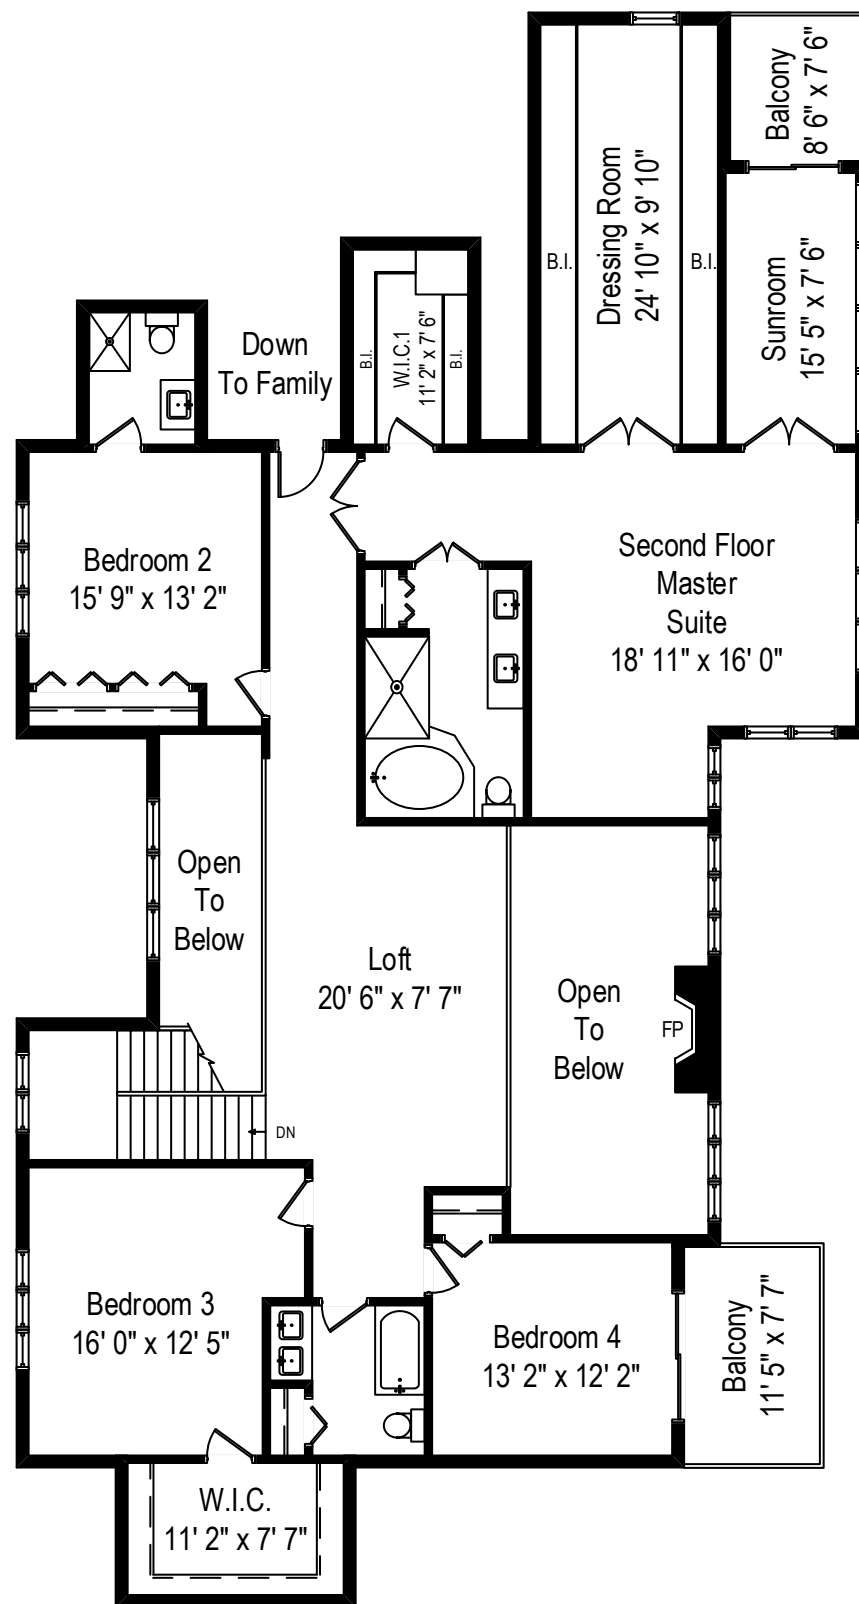 Balcony
8' 6" x 7' 6"
Dressing Room
24' 10" x 9' 10"
B.I.
B.I.
Sunroom
15' 5" x 7' 6"
W.I.C.1
11' 2" x 7' 6"
B.I.
B.I.
Down
To Family
Bedroom 2
15' 9" x 13' 2"
Second Floor
Master
Suite
18' 11" x 16' 0"
Open
To
Below
Loft
20' 6" x 7' 7"
Open
To
Below
FP
DN
Bedroom 3
16' 0" x 12' 5"
Bedroom 4
13' 2" x 12' 2"
Balcony
11' 5" x 7' 7"
W.I.C.
11' 2" x 7' 7"